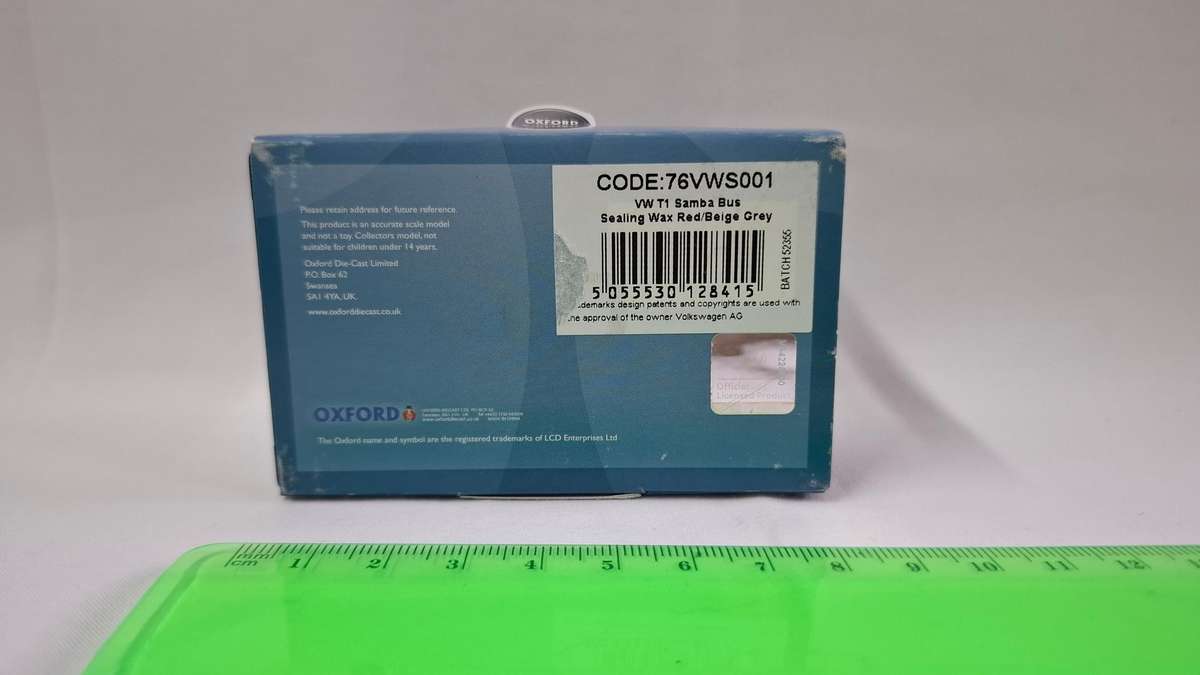 OXFORD
CODE:76VWS001
VW T1 Samba Bus
Sealing Wax Red/Beige Grey
BATCH 52355
5 055530 128415
demarks design patents and copyrights are used with
he approval of the owner Volkswagen AG
Please retain address for future reference.
This product is an accurate scale model
and not a toy. Collectors model, not
suitable for children under 14 years.
Oxford Die-Cast Limited
P.O. Box 62
Swansea
SA1 4YA, UK.
www.oxforddiecast.co.uk
Official
Licensed Product
OXFORD
The Oxford name and symbol are the registered trademarks of LCD Enterprises Ltd
mm
cm 1 2 3 4 5 6 7 8 9 10 11 12